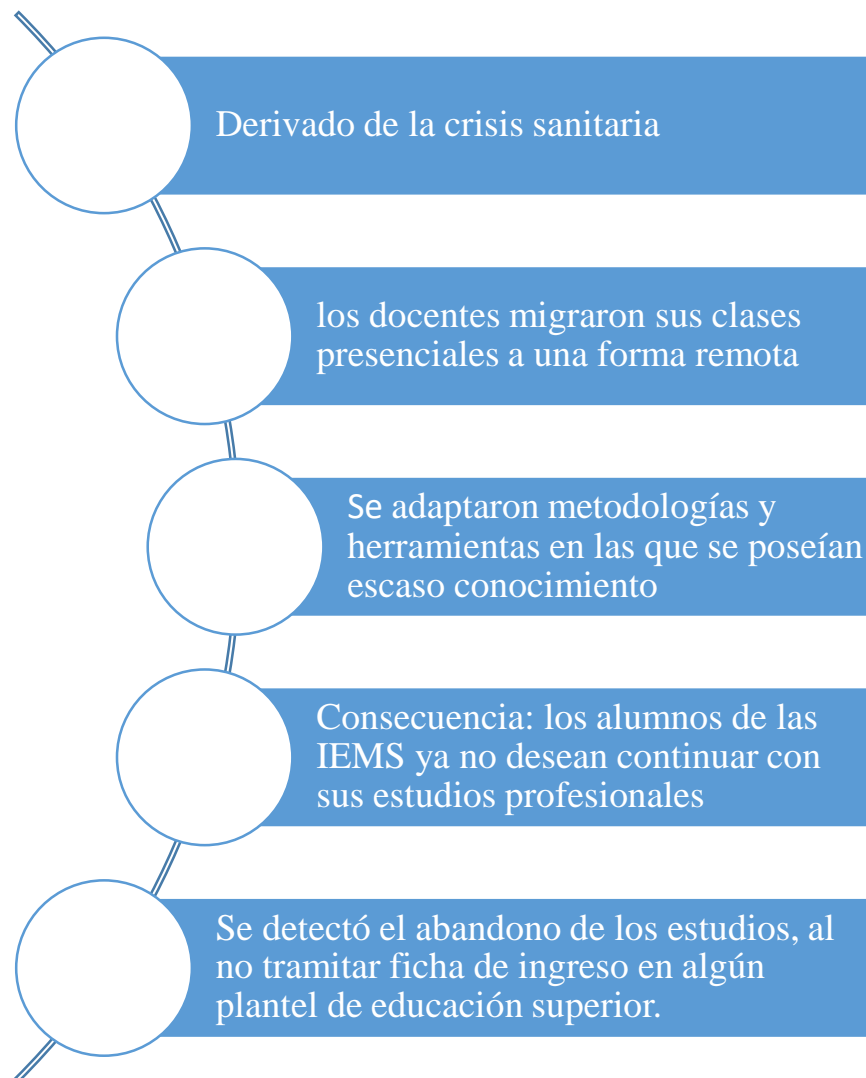 Derivado de la crisis sanitaria
los docentes migraron sus clases
presenciales a una forma remota
Se adaptaron metodologías y
herramientas en las que se poseían
escaso conocimiento
Consecuencia: los alumnos de las
IEMS ya no desean continuar con
sus estudios profesionales
Se detectó el abandono de los estudios, al
no tramitar ficha de ingreso en algún
plantel de educación superior.